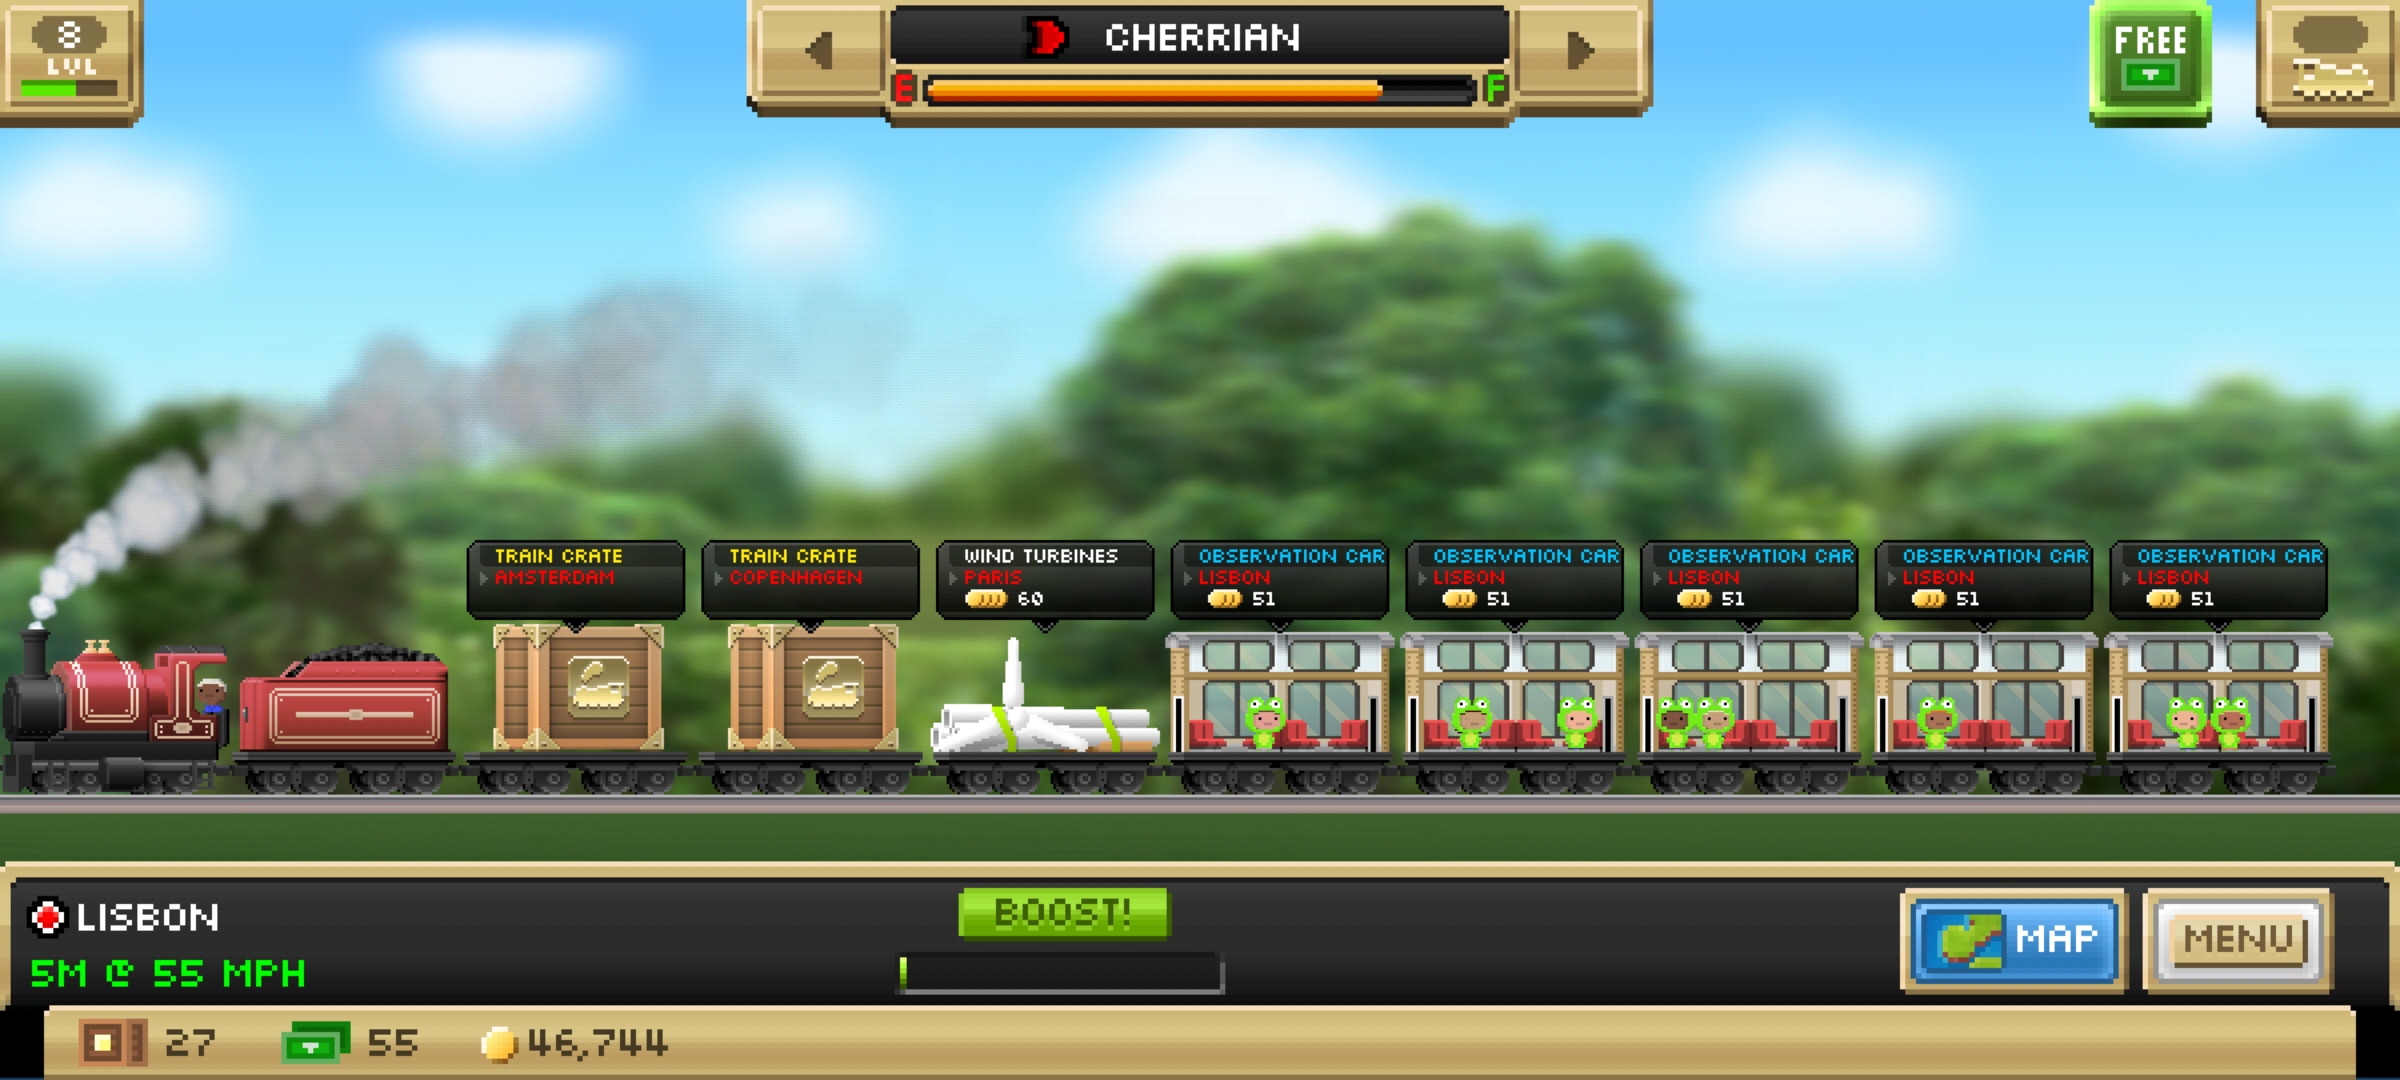 8
LVL
CHERRIAN
E
F
FREE
TRAIN CRATE
AMSTERDAM
TRAIN CRATE
COPENHAGEN
WIND TURBINES
PARIS
60
OBSERVATION CAR
LISBON
51
OBSERVATION CAR
LISBON
51
OBSERVATION CAR
LISBON
51
OBSERVATION CAR
LISBON
51
OBSERVATION CAR
LISBON
51
LISBON
5M @ 55 MPH
BOOST!
MAP
MENU
27
55
46,744